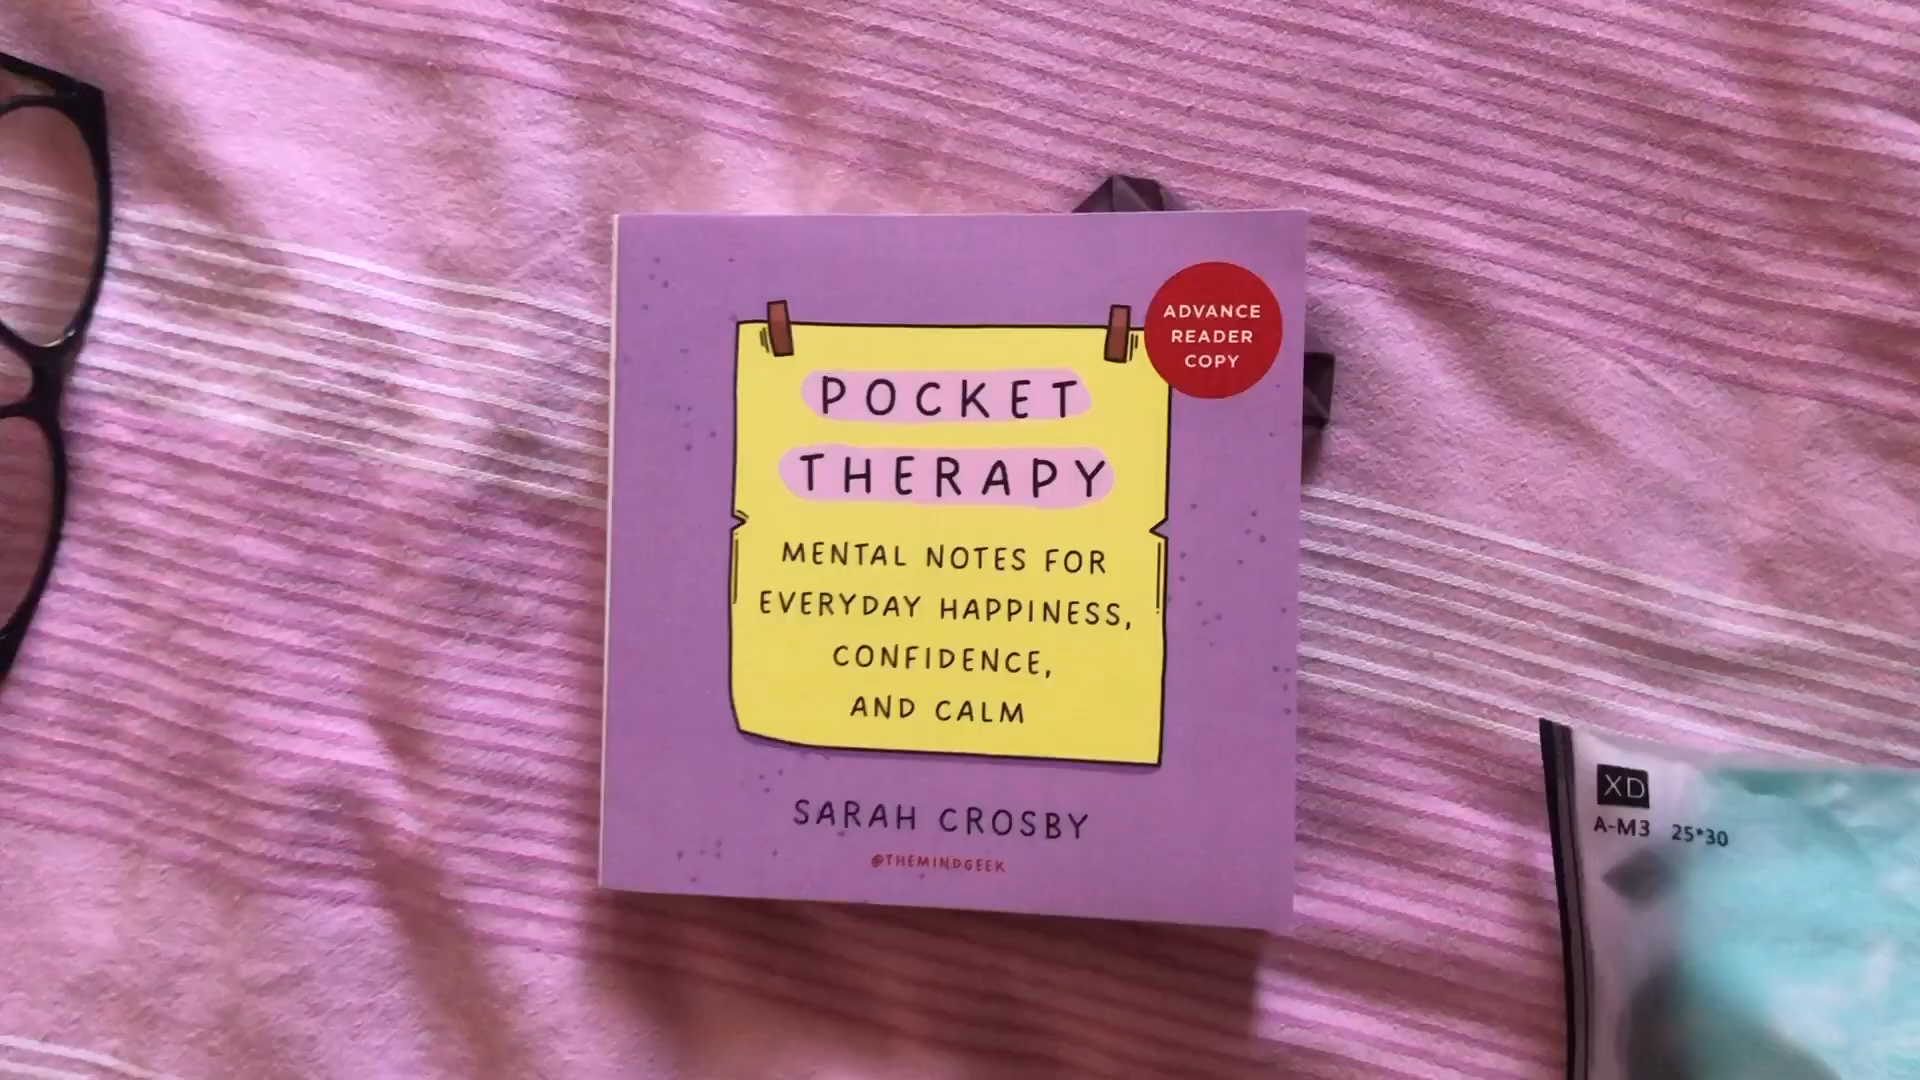 ADVANCE
READER
COPY
POCKET
THERAPY
MENTAL NOTES FOR
EVERYDAY HAPPINESS,
CONFIDENCE,
AND CALM
SARAH CROSBY
@THEMINDGEEK
XD
A-M3 25*30